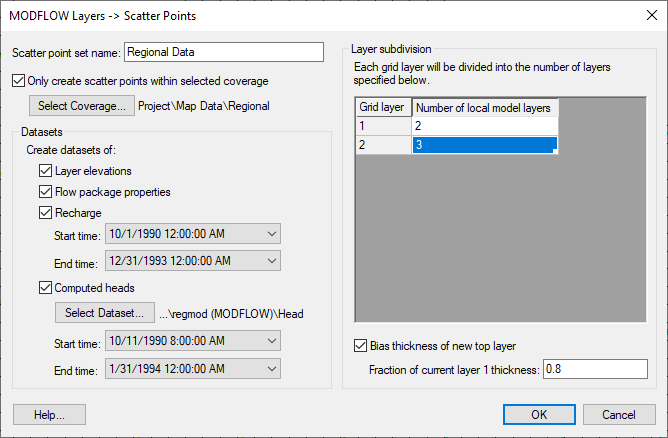 MODFLOW Layers -> Scatter Points
Scatter point set name: Regional Data
Only create scatter points within selected coverage
Select Coverage... Project\Map Data\Regional
Datasets
Create datasets of:
Layer elevations
Flow package properties
Recharge
Start time: 10/1/1990 12:00:00 AM
End time: 12/31/1993 12:00:00 AM
Computed heads
Select Dataset... ...\regmod (MODFLOW)\Head
Start time: 10/11/1990 8:00:00 AM
End time: 1/31/1994 12:00:00 AM
Layer subdivision
Each grid layer will be divided into the number of layers
specified below.
Grid layer Number of local model layers
1 2
2 3
Bias thickness of new top layer
Fraction of current layer 1 thickness: 0.8
Help... OK Cancel